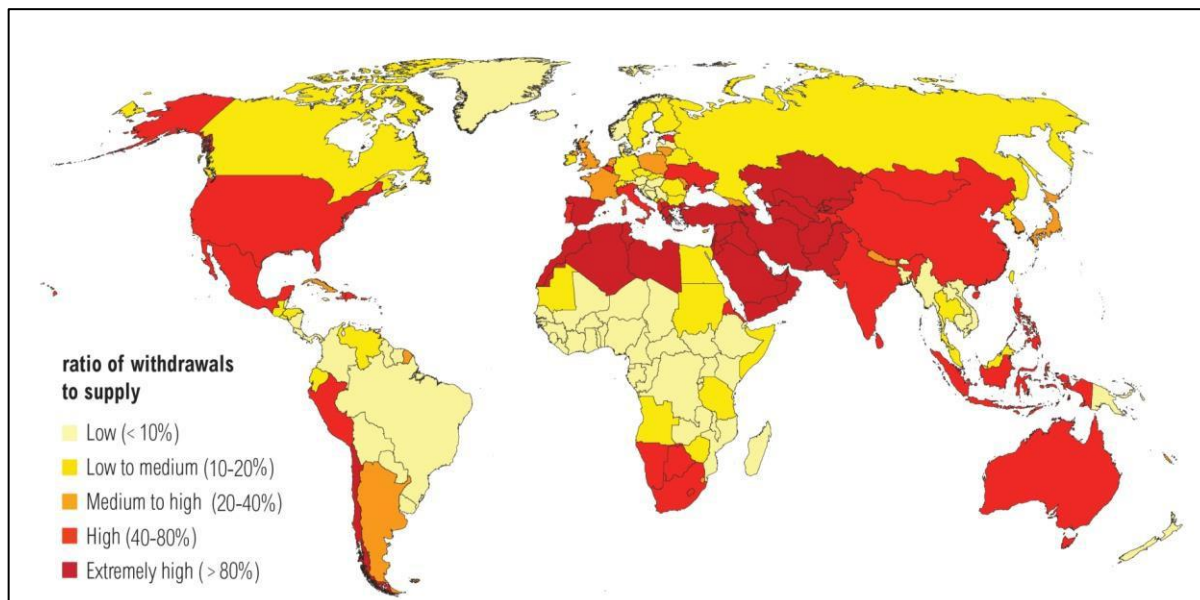 ratio of withdrawals
to supply
Low (< 10%)
Low to medium (10-20%)
Medium to high (20-40%)
High (40-80%)
Extremely high (> 80%)